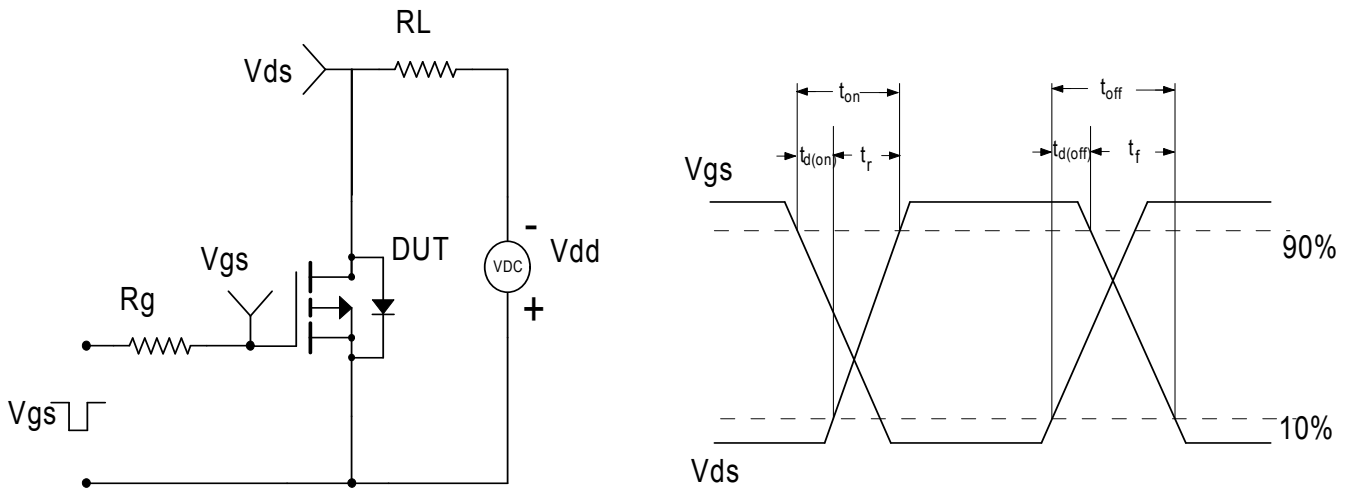 RL
Vds
Vgs
DUT
- 
VDC
Vdd
+
Rg
Vgs
ton
toff
td(on)
tr
td(off)
tf
Vgs
90%
10%
Vds